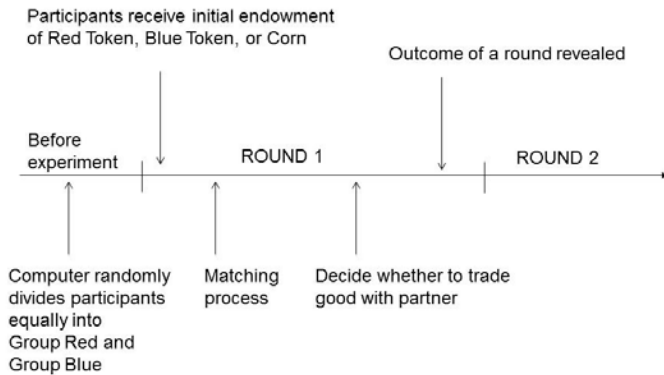 Participants receive initial endowment
of Red Token, Blue Token, or Corn
Outcome of a round revealed
Before
experiment
ROUND 1
ROUND 2
Computer randomly
divides participants
equally into
Group Red and
Group Blue
Matching
process
Decide whether to trade
good with partner